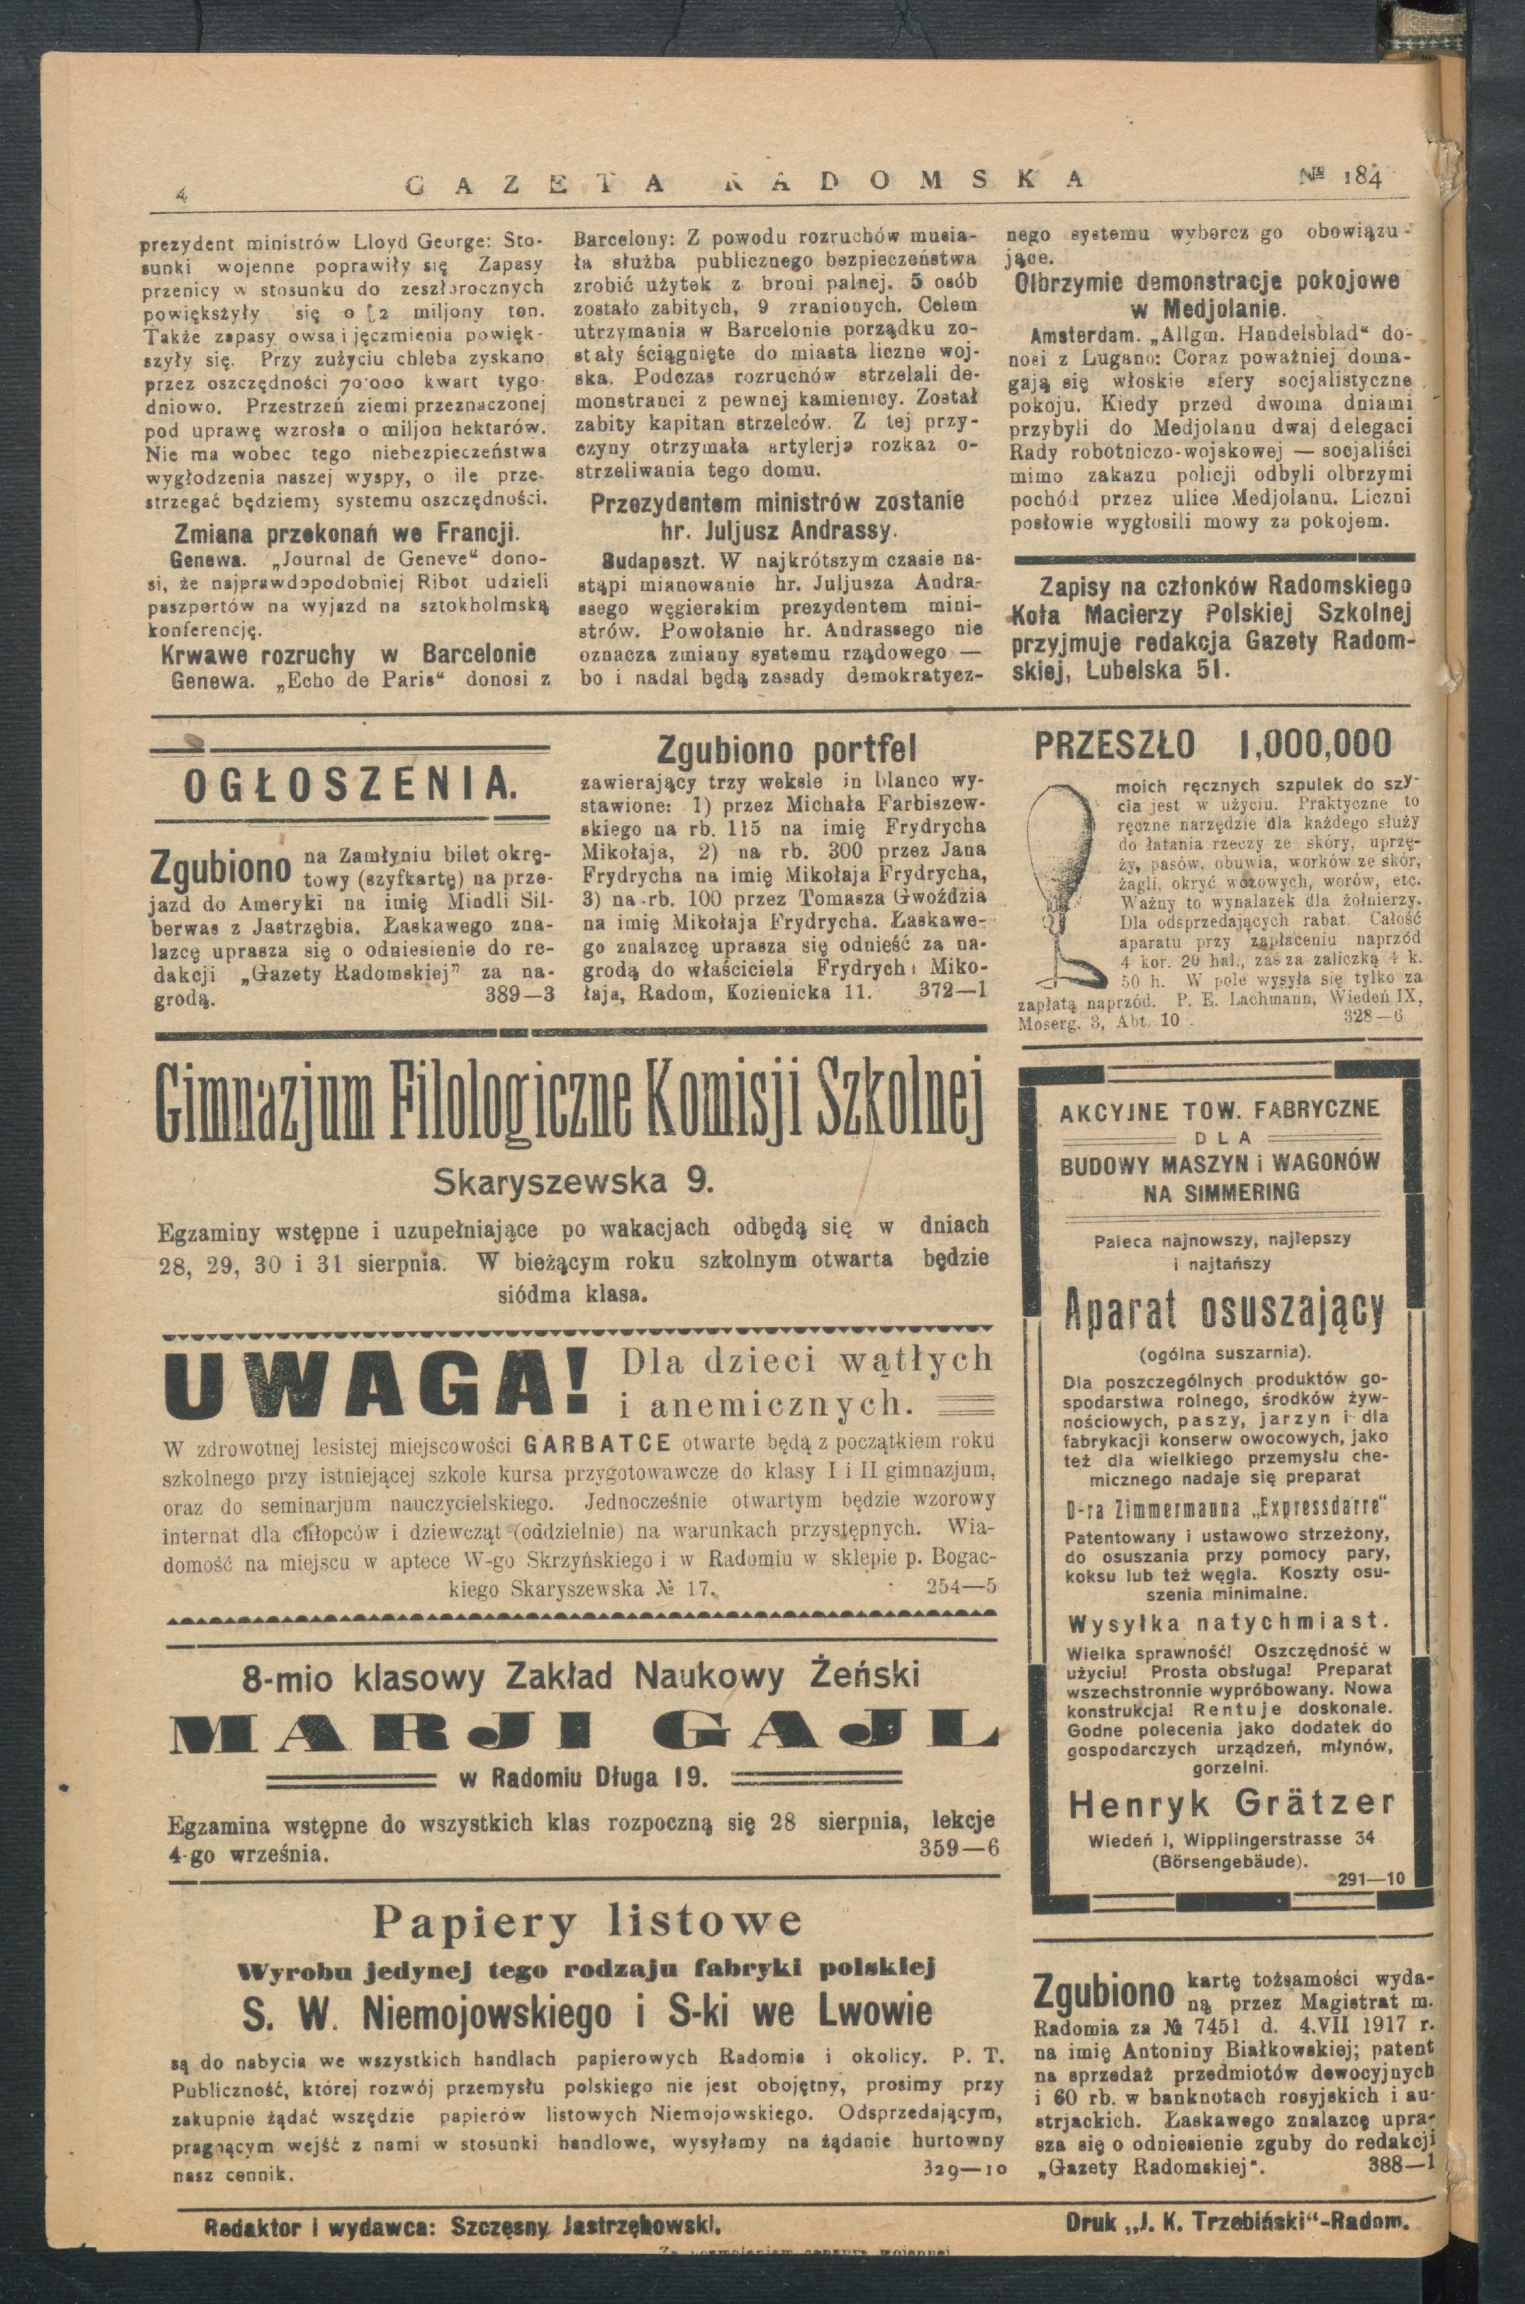 4
GAZETA RADOMSKA
№ 184
prezydent ministrów Lloyd George: Sto-
sunki wojenne poprawiły się Zapasy
przenicy w stosunku do zeszłorocznych
powiększyły się o [2 miljony ton.
Także zapasy owsa i jęczmienia powięk-
szyły się. Przy zużyciu chleba zyskano
przez oszczędności 70·000 kwart tygo-
dniowo. Przestrzeń ziemi przeznaczonej
pod uprawę wzrosła o miljon hektarów.
Nie ma wobec tego niebezpieczeństwa
wygłodzenia naszej wyspy, o ile prze-
strzegać będziemy systemu oszczędności.
Zmiana przekonań we Francji.
Genewa. „Journal de Geneve“ dono-
si, że najprawdopodobniej Ribot udzieli
paszportów na wyjazd na sztokholmską
konferencję.
Krwawe rozruchy w Barcelonie
Genewa. „Echo de Paris“ donosi z
Barcelony: Z powodu rozruchów musia-
ła służba publicznego bezpieczeństwa
zrobić użytek z broni palnej. 5 osób
zostało zabitych, 9 zranionych. Celem
utrzymania w Barcelonie porządku zo-
stały ściągnięte do miasta liczne woj-
ska. Podczas rozruchów strzelali de-
monstranci z pewnej kamienicy. Został
zabity kapitan strzelców. Z tej przy-
czyny otrzymała artylerja rozkaz o-
strzeliwania tego domu.
Przezydentem ministrów zostanie
hr. Juljusz Andrassy.
Budapeszt. W najkrótszym czasie na-
stąpi mianowanie hr. Juljusza Andra-
ssego węgierskim prezydentem mini-
strów. Powołanie hr. Andrassego nie
oznacza zmiany systemu rządowego —
bo i nadal będą zasady demokratycz-
nego systemu wyborcz go obowiązu-
jące.
Olbrzymie demonstracje pokojowe
w Medjolanie.
Amsterdam. „Allgm. Handelsblad“ do-
nosi z Lugano: Coraz poważniej doma-
gają się włoskie sfery socjalistyczne
pokoju. Kiedy przed dwoma dniami
przybyli do Medjolanu dwaj delegaci
Rady robotniczo-wojskowej — socjaliści
mimo zakazu policji odbyli olbrzymi
pochód przez ulice Medjolanu. Liczni
posłowie wygłosili mowy za pokojem.
Zapisy na członków Radomskiego
Koła Macierzy Polskiej Szkolnej
przyjmuje redakcja Gazety Radom-
skiej, Lubelska 51.
OGŁOSZENIA.
Zgubiono na Zamłyniu bilet okrę-
towy (szyfkartę) na prze-
jazd do Ameryki na imię Mindli Sil-
berwas z Jastrzębia. Łaskawego zna-
lazcę uprasza się o odniesienie do re-
dakcji „Gazety Radomskiej” za na-
grodą. 389—3
Zgubiono portfel
zawierający trzy weksle in blanco wy-
stawione: 1) przez Michała Farbiszew-
skiego na rb. 115 na imię Frydrycha
Mikołaja, 2) na rb. 300 przez Jana
Frydrycha na imię Mikołaja Frydrycha,
3) na rb. 100 przez Tomasza Gwoździa
na imię Mikołaja Frydrycha. Łaskawe-
go znalazcę uprasza się odnięść za na-
grodą do właściciela Frydrych Miko-
łaja, Radom, Kozienicka 11. 372—1
PRZESZŁO 1,000,000
moich ręcznych szpulek do szy-
cia jest w użyciu. Praktyczne to
ręczne narzędzie dla każdego służy
do łatania rzeczy ze skóry, uprzę-
ży, pasów, obuwia, worków ze skór,
żagli, okryć wozowych, worów, etc.
Ważny to wynalazek dla żołnierzy.
Dla odsprzedających rabat. Całość
aparatu przy zapłaceniu naprzód
4 kor. 20 hal., zaś za zaliczką 4 k.
50 h. W pole wysyła się tylko za
zapłatą naprzód. P. E. Lachmann, Wiedeń IX,
Moserg. 3, Abt. 10. 328—6
Gimnazjum Filologiczne Komisji Szkolnej
Skaryszewska 9.
Egzaminy wstępne i uzupełniające po wakacjach odbędą się w dniach
28, 29, 30 i 31 sierpnia. W bieżącym roku szkolnym otwarta będzie
siódma klasa.
UWAGA! Dla dzieci wątłych
i anemicznych.
W zdrowotnej lesistej miejscowości GARBATCE otwarte będą z początkiem roku
szkolnego przy istniejącej szkole kursa przygotowawcze do klasy I i II gimnazjum,
oraz do seminarjum nauczycielskiego. Jednocześnie otwartym będzie wzorowy
internat dla chłopców i dziewcząt (oddzielnie) na warunkach przystępnych. Wia-
domość na miejscu w aptece W-go Skrzyńskiego i w Radomiu w sklepie p. Bogac-
kiego Skaryszewska № 17. 254—5
8-mio klasowy Zakład Naukowy Żeński
MARJI GAJL
w Radomiu Długa 19.
Egzamina wstępne do wszystkich klas rozpoczną się 28 sierpnia, lekcje
4-go września. 359—6
Papiery listowe
Wyrobu jedynej tego rodzaju fabryki polskiej
S. W. Niemojowskiego i S-ki we Lwowie
są do nabycia we wszystkich handlach papierowych Radomia i okolicy. P. T.
Publiczność, której rozwój przemysłu polskiego nie jest obojętny, prosimy przy
zakupnie żądać wszędzie papierów listowych Niemojowskiego. Odsprzedającym,
pragnącym wejść z nami w stosunki handlowe, wysyłamy na żądanie hurtowny
nasz cennik. 329—10
AKCYJNE TOW. FABRYCZNE
DLA
BUDOWY MASZYN i WAGONÓW
NA SIMMERING
Paleca najnowszy, najlepszy
i najtańszy
Aparat osuszający
(ogólna suszarnia).
Dla poszczególnych produktów go-
spodarstwa rolnego, środków żyw-
nościowych, paszy, jarzyn i dla
fabrykacji konserw owocowych, jako
też dla wielkiego przemysłu che-
micznego nadaje się preparat
D-ra Zimmermanna „Expressdarre“
Patentowany i ustawowo strzeżony,
do osuszania przy pomocy pary,
koksu lub też węgla. Koszty osu-
szenia minimalne.
Wysyłka natychmiast.
Wielka sprawność! Oszczędność w
użyciu! Prosta obsługa! Preparat
wszechstronnie wypróbowany. Nowa
konstrukcja! Rentuje doskonale.
Godne polecenia jako dodatek do
gospodarczych urządzeń, młynów,
gorzelni.
Henryk Grätzer
Wiedeń I, Wipplingerstrasse 34
(Börsengebäude).
291—10
Zgubiono kartę tożsamości wyda-
ną przez Magistrat m.
Radomia za № 7451 d. 4.VII 1917 r.
na imię Antoniny Białkowskiej; patent
na sprzedaż przedmiotów dewocyjnych
i 60 rb. w banknotach rosyjskich i au-
strjackich. Łaskawego znalazcę upra-
sza się o odniesienie zguby do redakcji
„Gazety Radomskiej“. 388—1
Redaktor i wydawca: Szczęsny Jastrzębowski.
Druk „J. K. Trzebiński“-Radom.